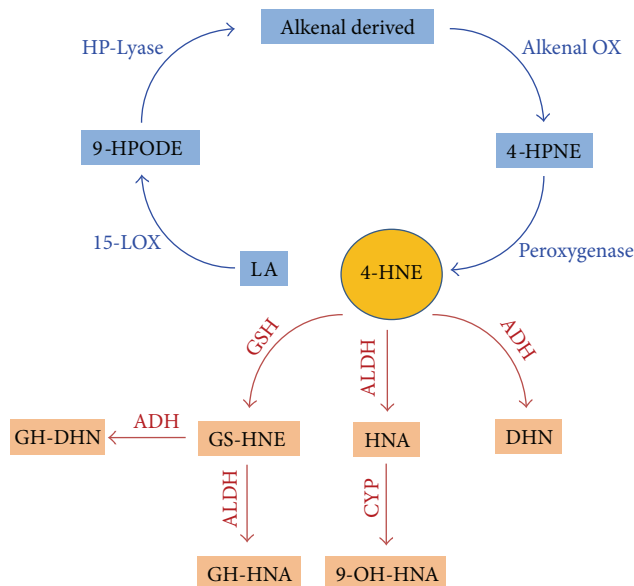 Alkenal derived
HP-Lyase
Alkenal OX
9-HPODE
4-HPNE
15-LOX
Peroxygenase
LA
4-HNE
GSH
ALDH
ADH
GH-DHN
ADH
GS-HNE
HNA
DHN
ALDH
CYP
GH-HNA
9-OH-HNA